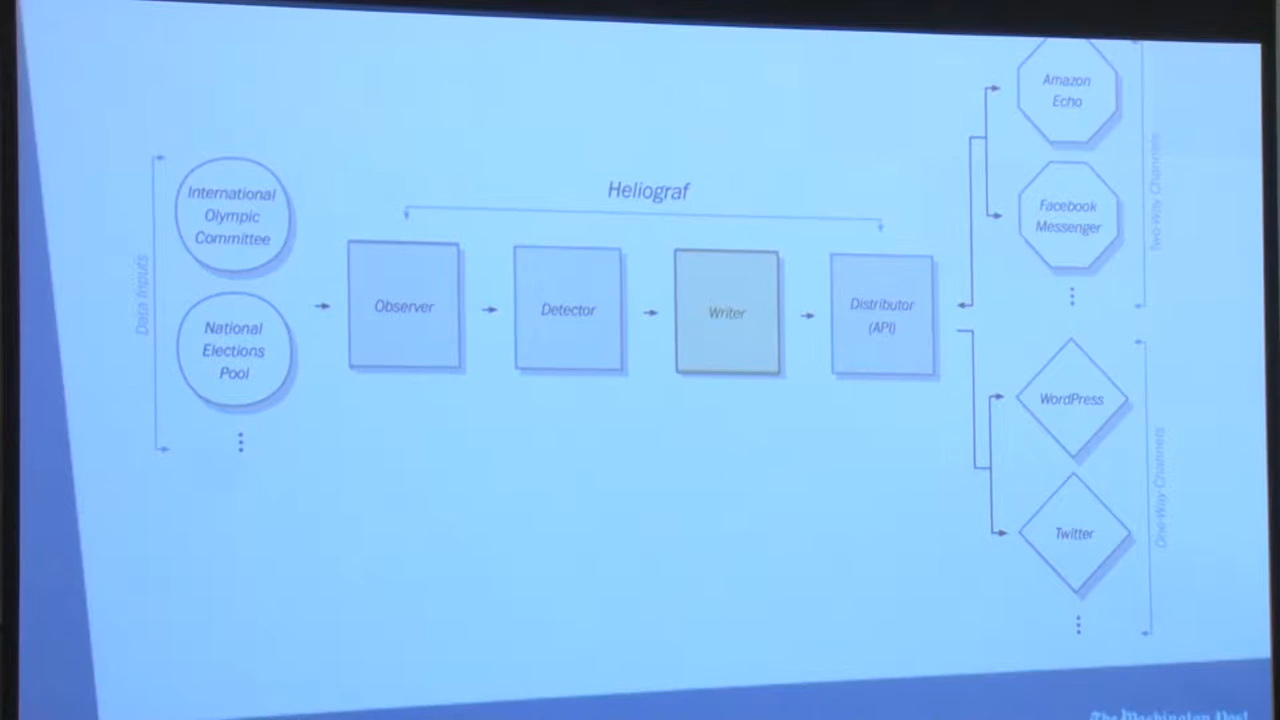 Data Inputs
International
Olympic
Committee
National
Elections
Pool
Heliograf
Observer
Detector
Writer
Distributor
(API)
Amazon
Echo
Facebook
Messenger
Two-Way Channels
WordPress
Twitter
One-Way Channels
The Washington Post